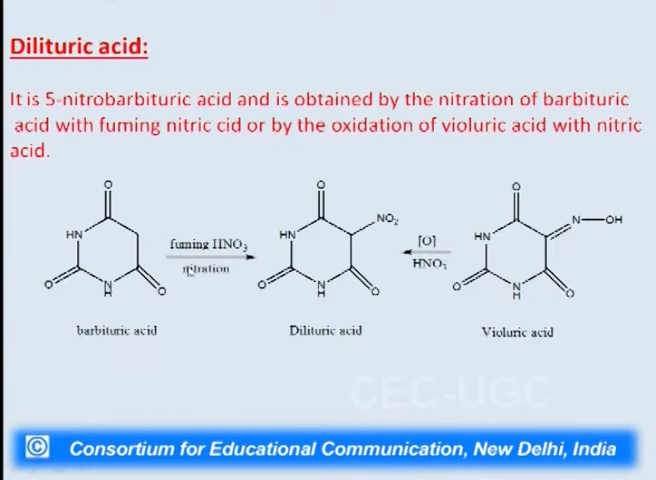 Dilituric acid:
It is 5-nitrobarbituric acid and is obtained by the nitration of barbituric
acid with fuming nitric cid or by the oxidation of violuric acid with nitric
acid.
O
HN
O
N
H
O
barbituric acid
fuming HNO3
nitration
O
NO2
HN
O
N
H
O
Dilituric acid
[O]
HNO3
O
N—OH
HN
O
N
H
O
Violuric acid
CEC-UGC
© Consortium for Educational Communication, New Delhi, India